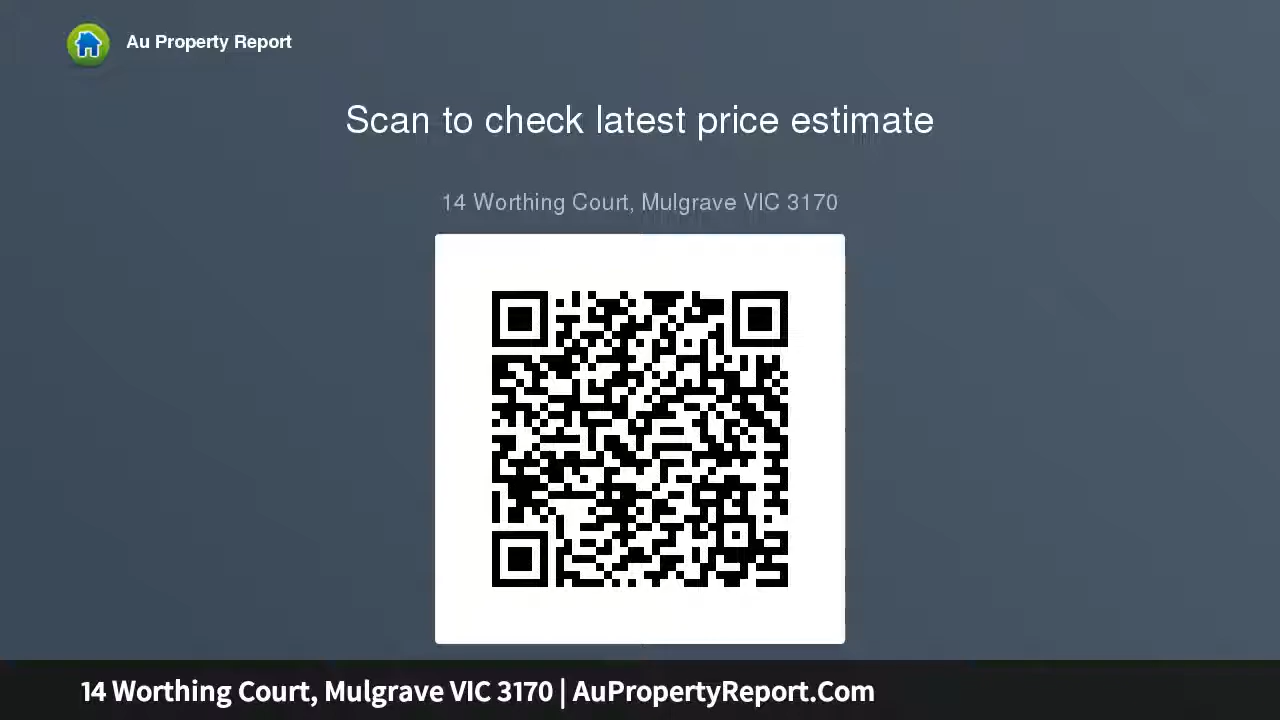 Au Property Report
Scan to check latest price estimate
14 Worthing Court, Mulgrave VIC 3170
14 Worthing Court, Mulgrave VIC 3170 | AuPropertyReport.Com